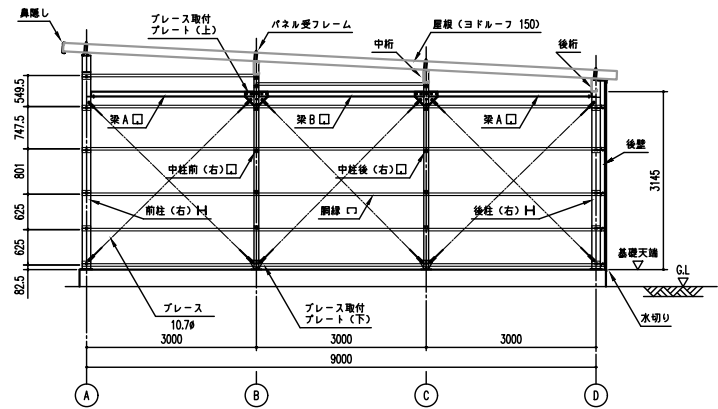 鼻隠し
ブレース取付
プレート(上)
パネル受フレーム
中桁
屋根(ヨドルーフ 150)
後桁
549.5
747.5
801
625
625
82.5
梁A
梁B
梁A
後壁
中柱前(右)
中柱後(右)
3145
前柱(右)
胴縁
後柱(右)
基礎天端
G.L
ブレース
10.7φ
ブレース取付
プレート(下)
水切り
3000
3000
3000
9000
A
B
C
D